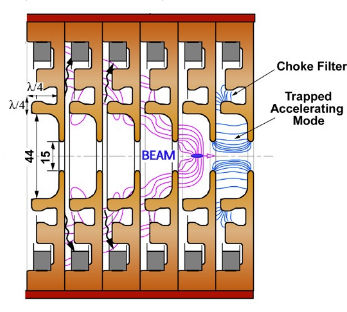 λ/4
λ/4
44
15
BEAM
Choke Filter
Trapped
Accelerating
Mode